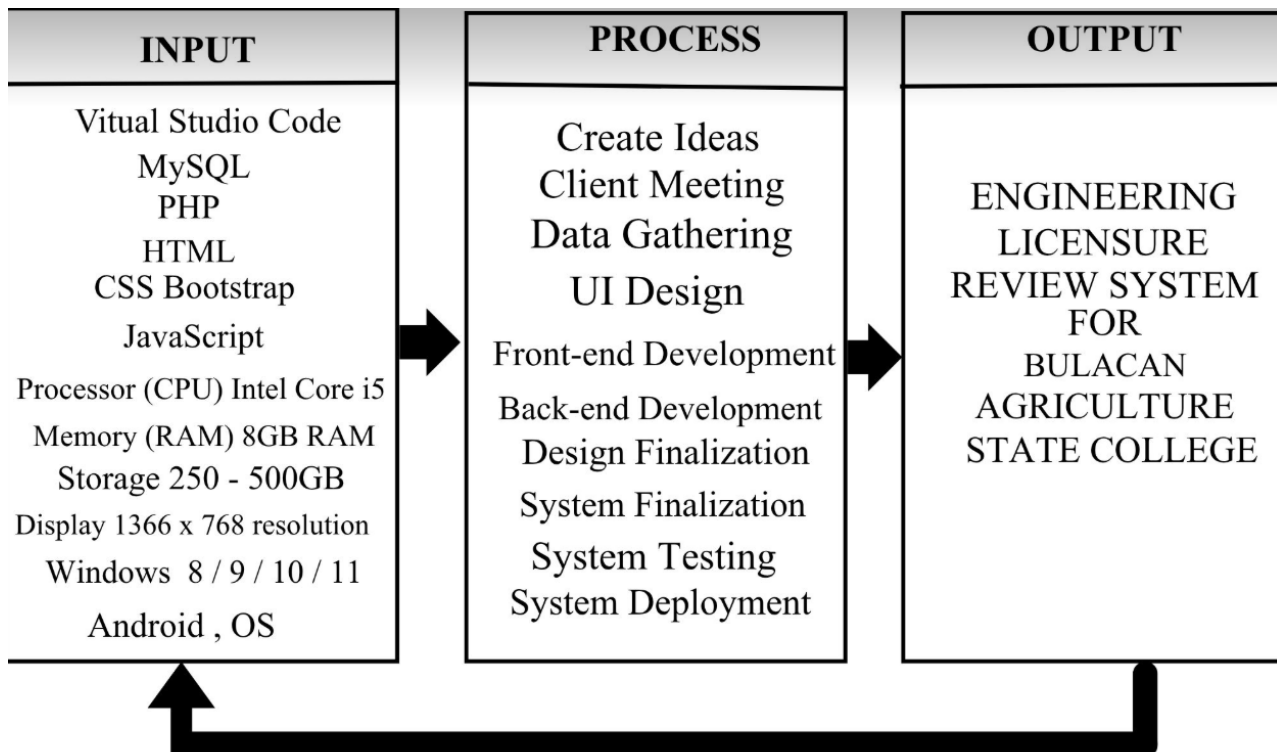 INPUT
Vitual Studio Code
MySQL
PHP
HTML
CSS Bootstrap
JavaScript
Processor (CPU) Intel Core i5
Memory (RAM) 8GB RAM
Storage 250 - 500GB
Display 1366 x 768 resolution
Windows 8 / 9 / 10 / 11
Android , OS
PROCESS
Create Ideas
Client Meeting
Data Gathering
UI Design
Front-end Development
Back-end Development
Design Finalization
System Finalization
System Testing
System Deployment
OUTPUT
ENGINEERING
LICENSURE
REVIEW SYSTEM
FOR
BULACAN
AGRICULTURE
STATE COLLEGE